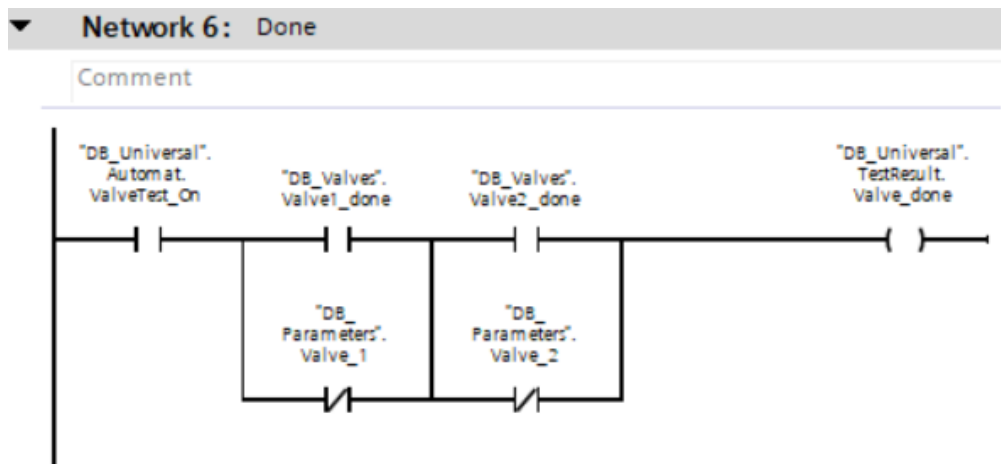 Network 6: Done
Comment
"DB_Universal".
Automat.
ValveTest_On
"DB_Valves".
Valve1_done
"DB_Valves".
Valve2_done
"DB_Universal".
TestResult.
Valve_done
"DB_
Parameters".
Valve_1
"DB_
Parameters".
Valve_2